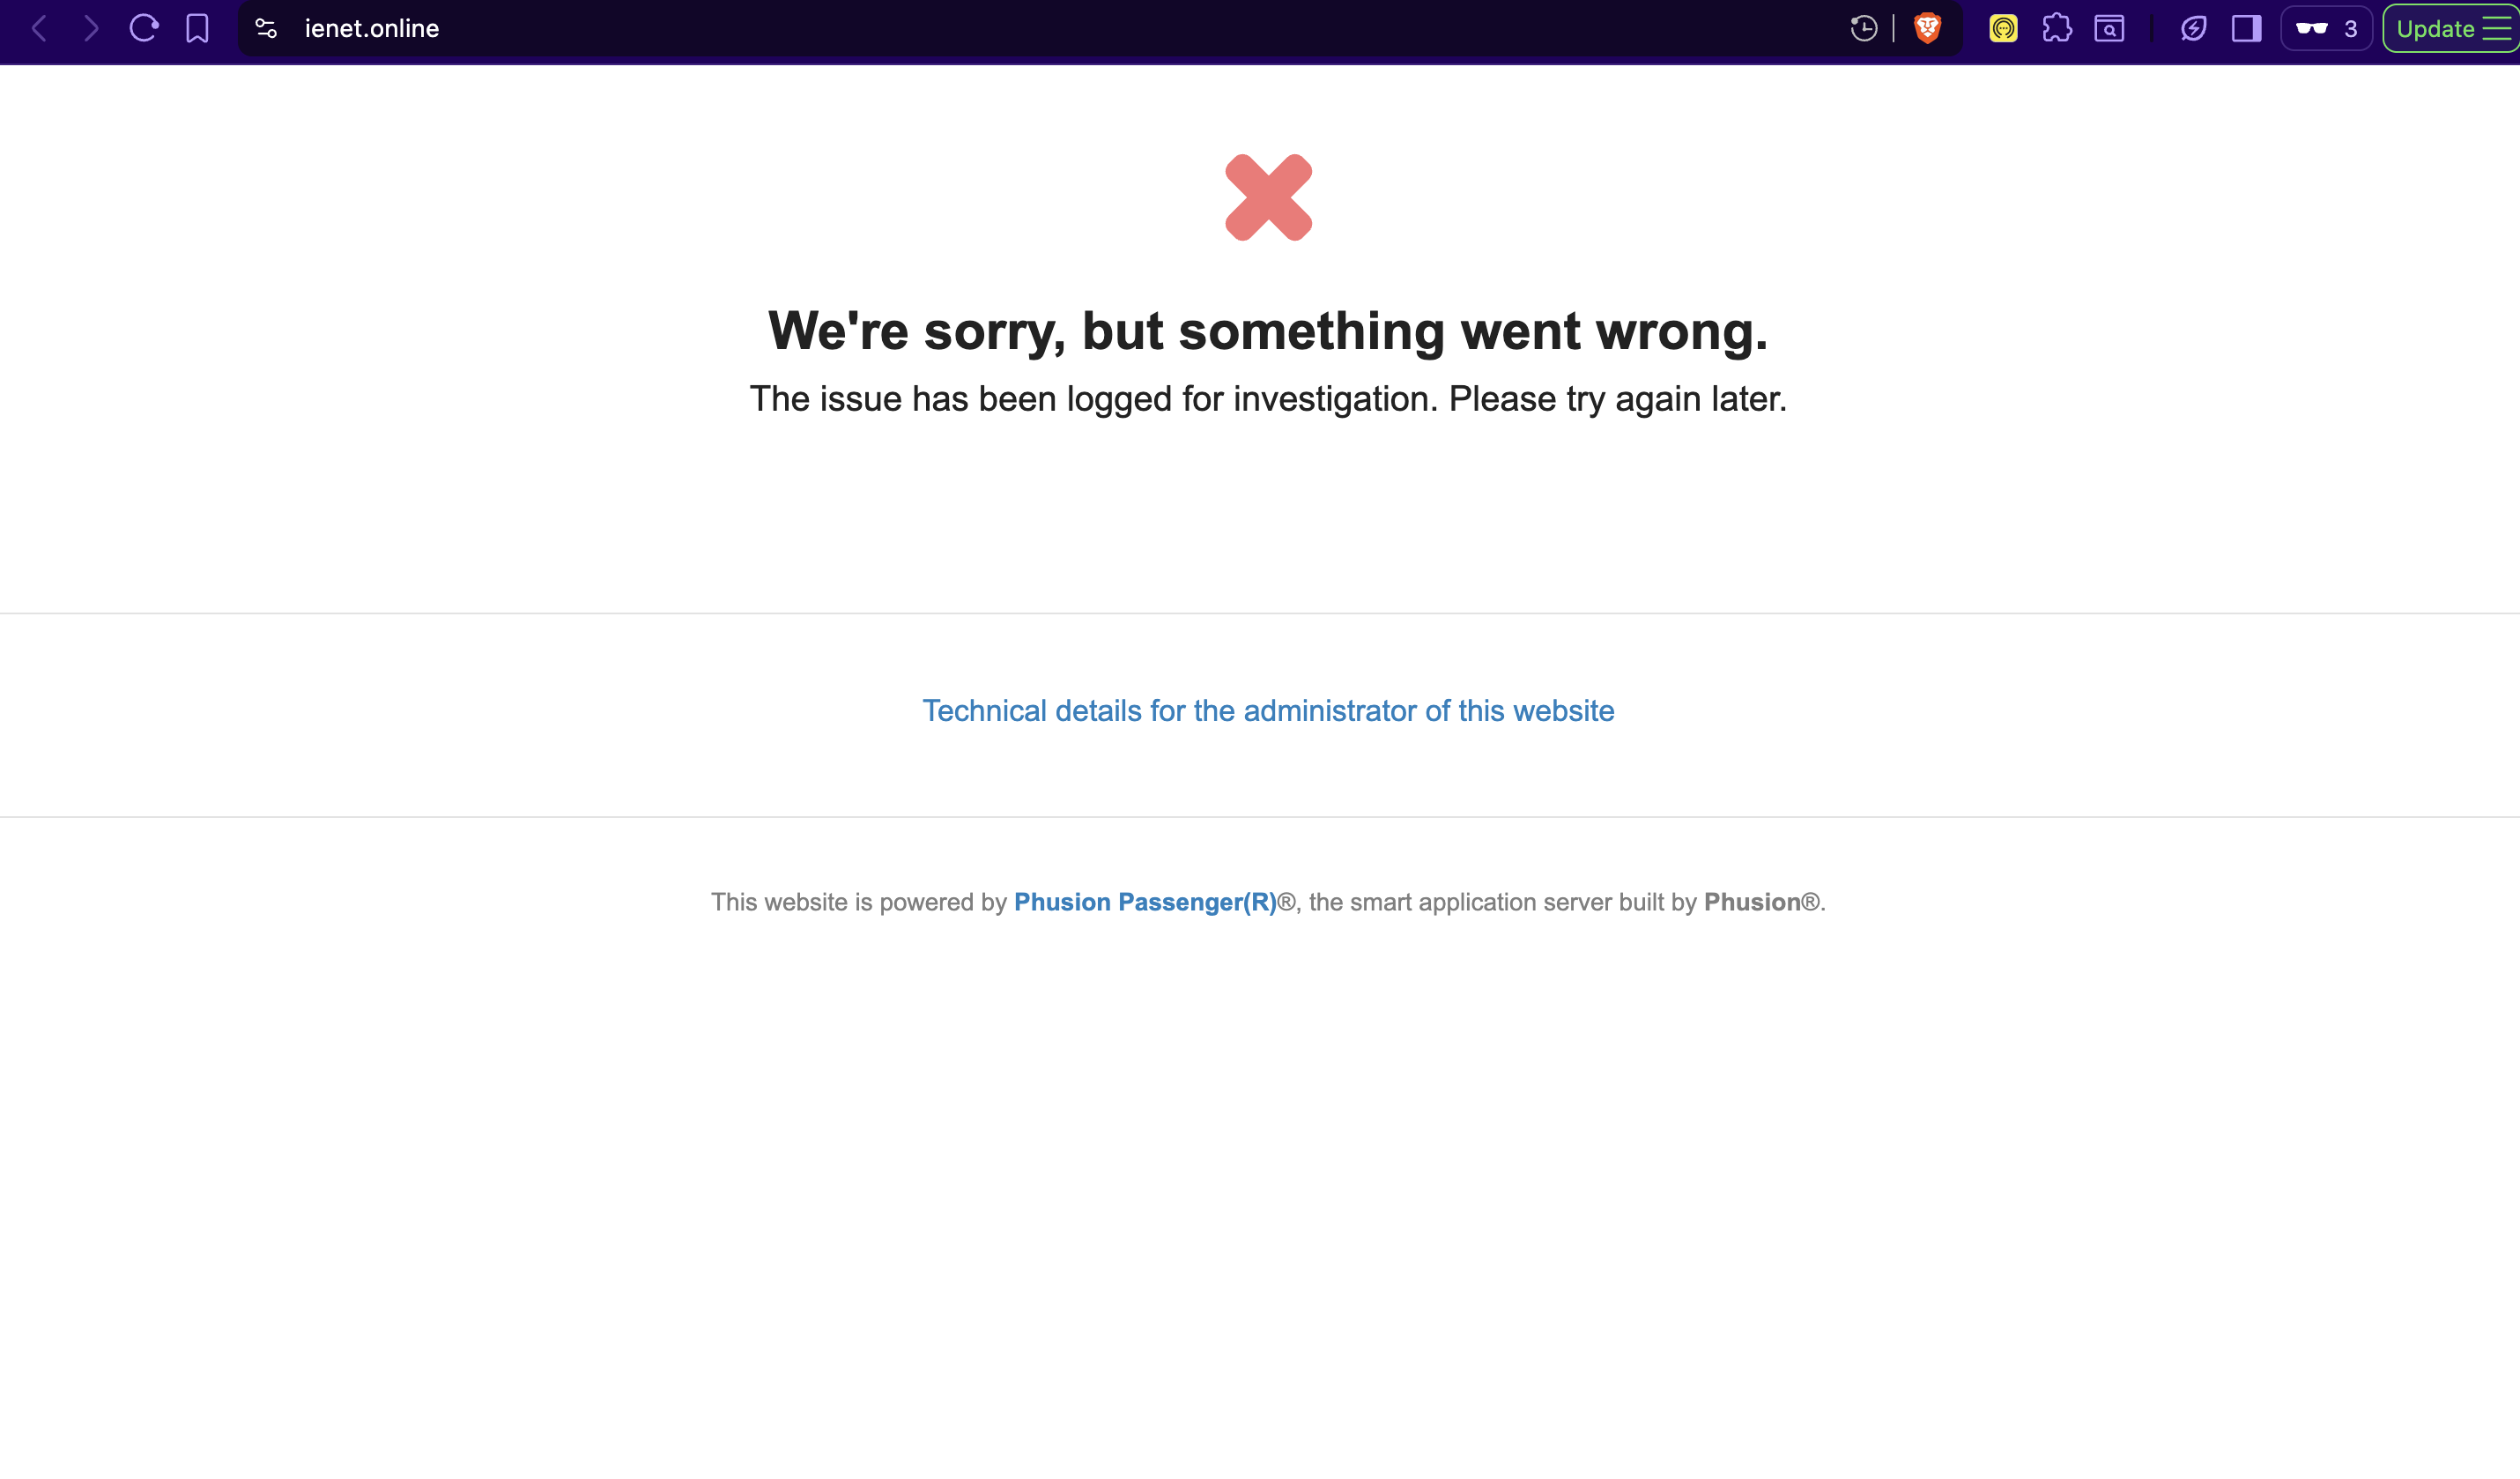 ienet.online
3
Update
We're sorry, but something went wrong.
The issue has been logged for investigation. Please try again later.
Technical details for the administrator of this website
This website is powered by Phusion Passenger(R)®, the smart application server built by Phusion®.